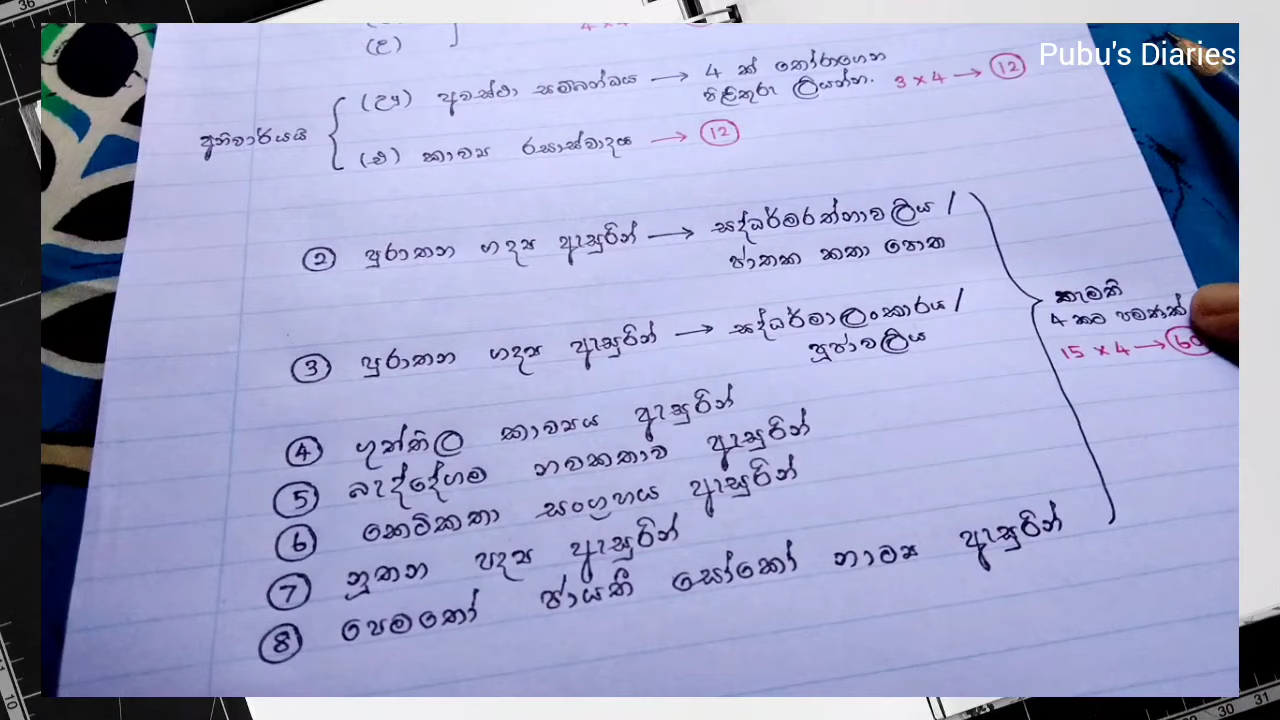 Pubu's Diaries
(ල)
(ඌ) අවස්ථා සම්බන්ධය → 4 ක් තෝරාගෙන
පිළිතුරු ලියන්න. 3 × 4 → 12
අනිවාර්යයි
(එ) කාව්‍ය රසාස්වාදය → 12
2 පුරාතන ගද්‍ය ඇසුරින් → සද්ධර්මරත්නාවලිය /
ජාතක කතා පොත
3 පුරාතන ගද්‍ය ඇසුරින් → සද්ධර්මාලංකාරය /
පූජාවලිය
කැමති
4 කට පමණක්
15 × 4 → 60
4 ගුත්තිල කාව්‍යය ඇසුරින්
5 බැද්දේගම නවකතාව ඇසුරින්
6 කෙටිකතා සංග්‍රහය ඇසුරින්
7 නූතන පද්‍ය ඇසුරින්
8 පෙමතෝ ජායතී සෝකෝ නාට්‍ය ඇසුරින්